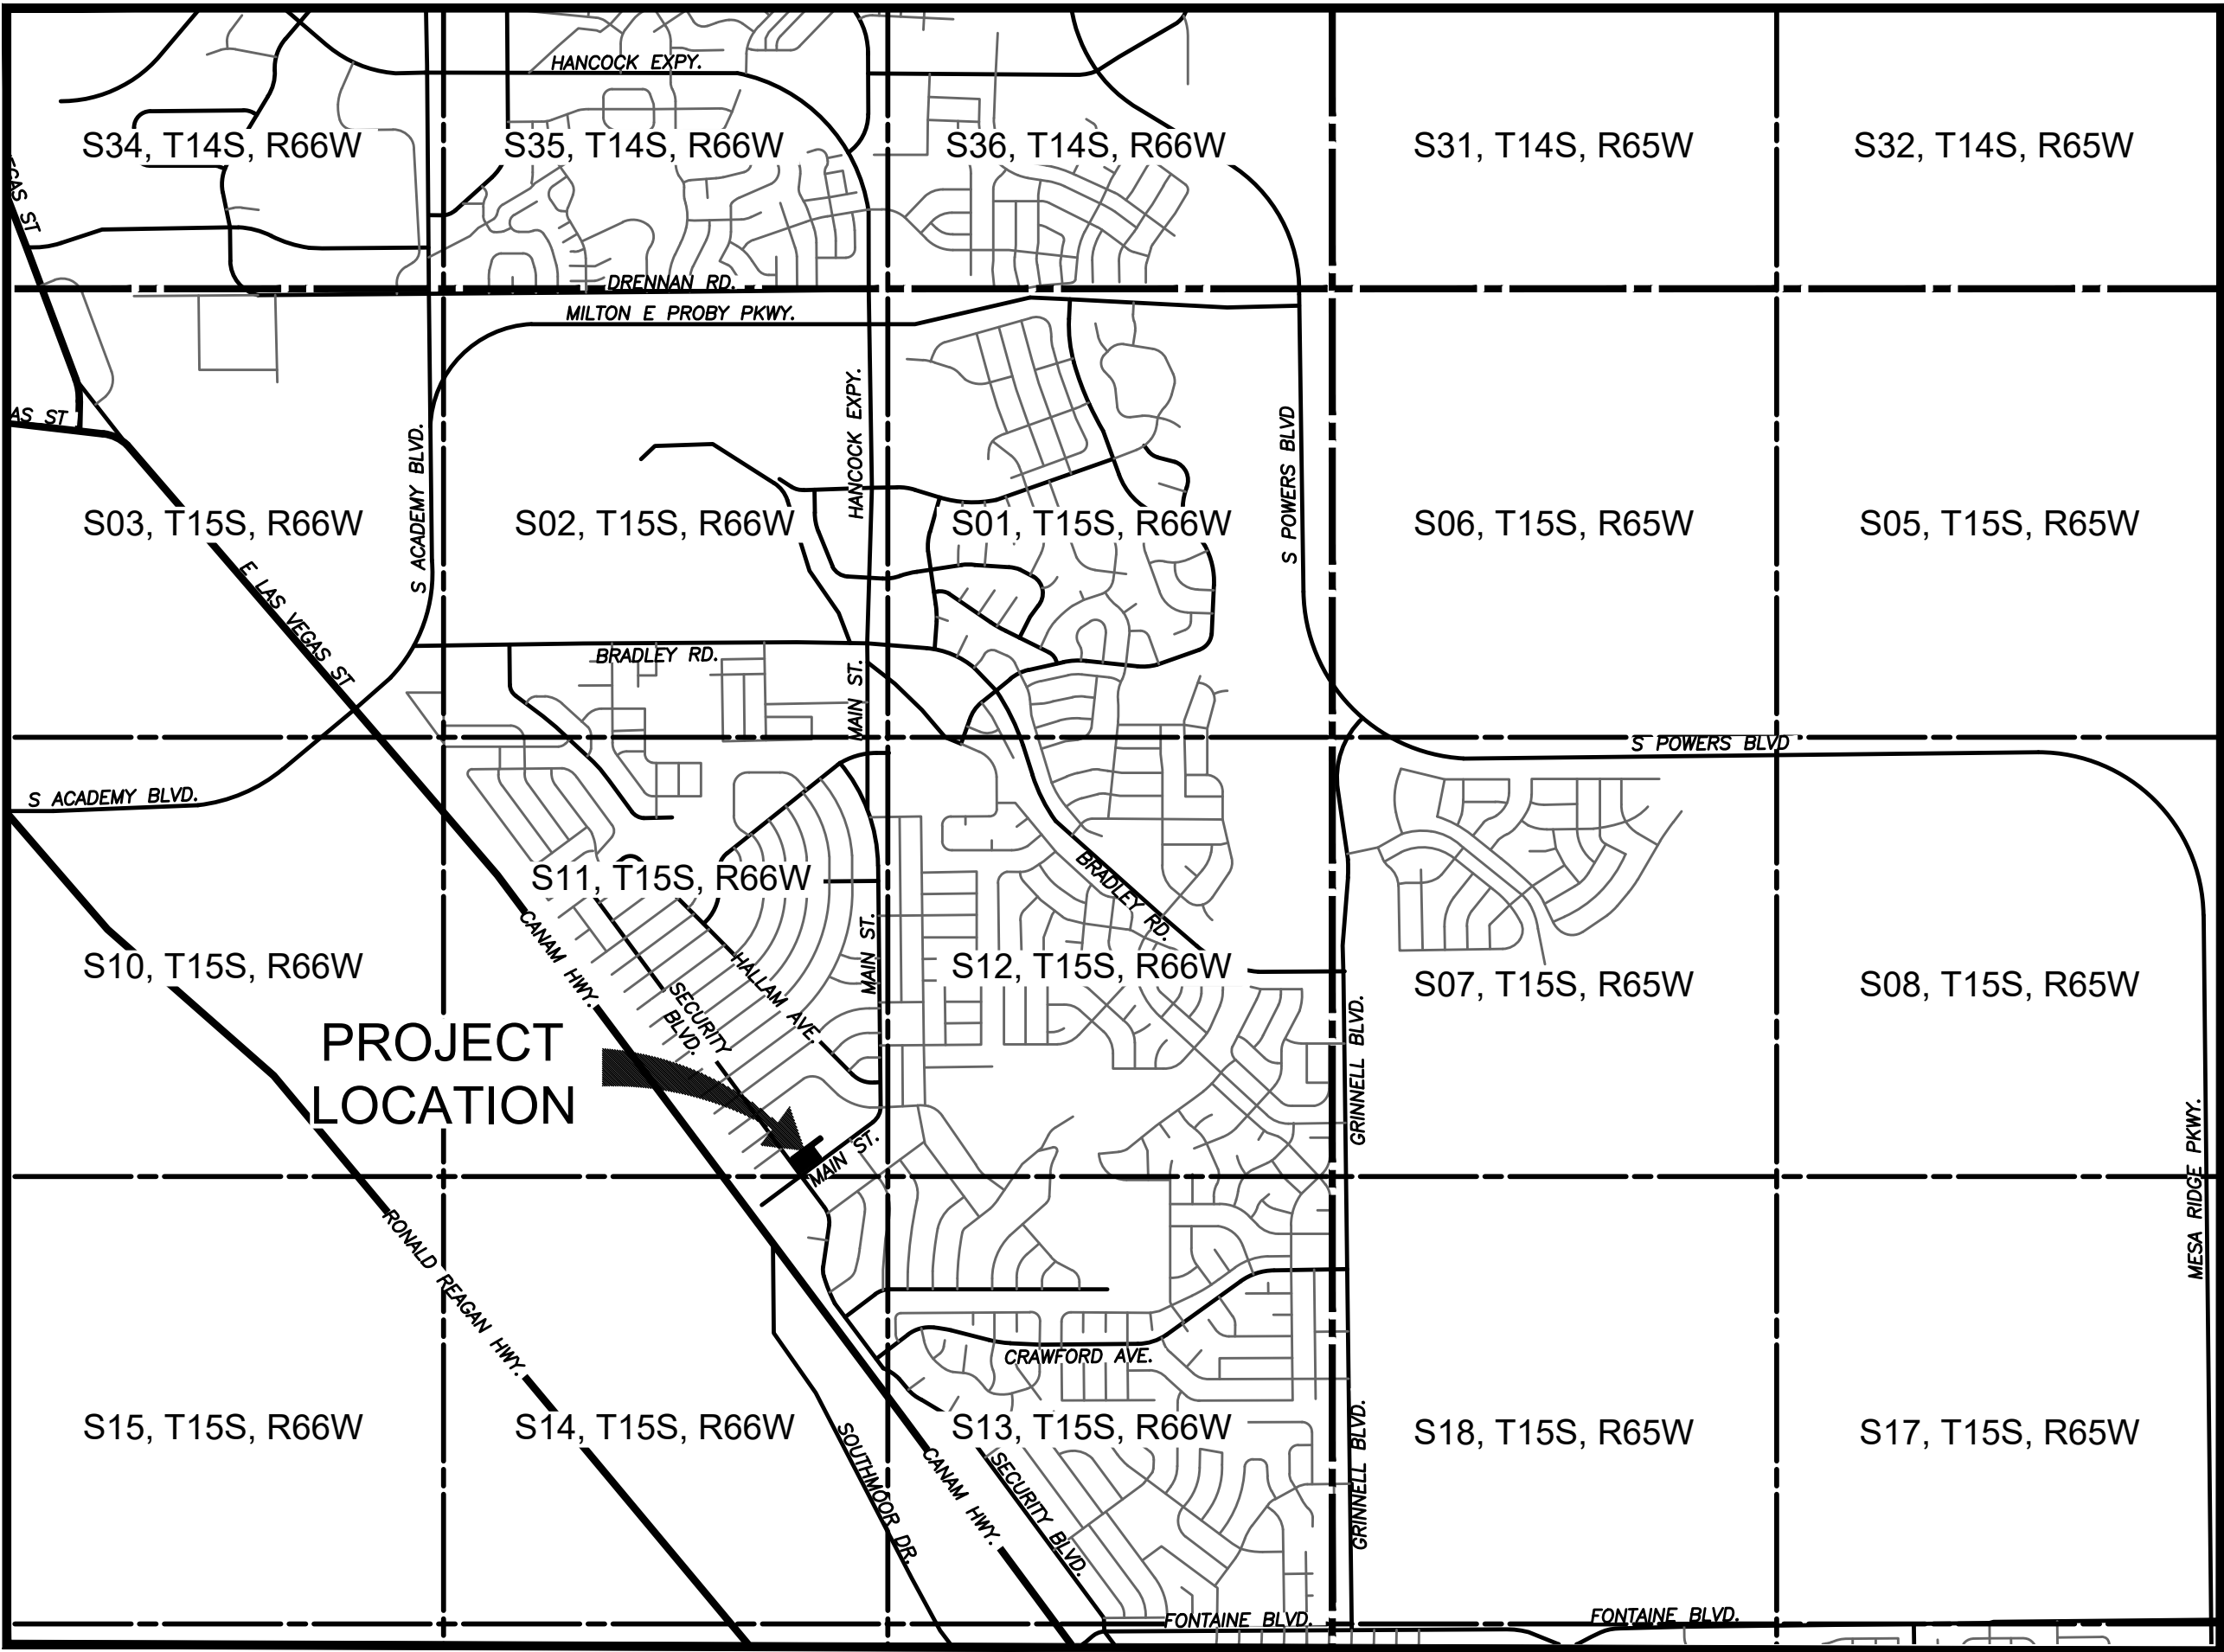 HANCOCK EXPY.
S34, T14S, R66W
S35, T14S, R66W
S36, T14S, R66W
S31, T14S, R65W
S32, T14S, R65W
ST
DRENNAN RD.
MILTON E PROBY PKWY.
ST
S ACADEMY BLVD.
HANCOCK EXPY.
S POWERS BLVD
S03, T15S, R66W
S02, T15S, R66W
S01, T15S, R66W
S06, T15S, R65W
S05, T15S, R65W
E LAS VEGAS ST
BRADLEY RD.
MAIN ST.
S POWERS BLVD
S ACADEMY BLVD.
S11, T15S, R66W
BRADLEY RD.
CANAM HWY.
MAIN ST.
HALLAM AVE.
S10, T15S, R66W
S12, T15S, R66W
S07, T15S, R65W
S08, T15S, R65W
SECURITY
BLVD.
PROJECT
LOCATION
GRINNELL BLVD.
MAIN ST.
MESA RIDGE PKWY.
RONALD REAGAN HWY.
CRAWFORD AVE.
S15, T15S, R66W
S14, T15S, R66W
S13, T15S, R66W
S18, T15S, R65W
S17, T15S, R65W
SOUTHMOOR DR.
CANAM HWY.
SECURITY BLVD.
GRINNELL BLVD.
FONTAINE BLVD.
FONTAINE BLVD.